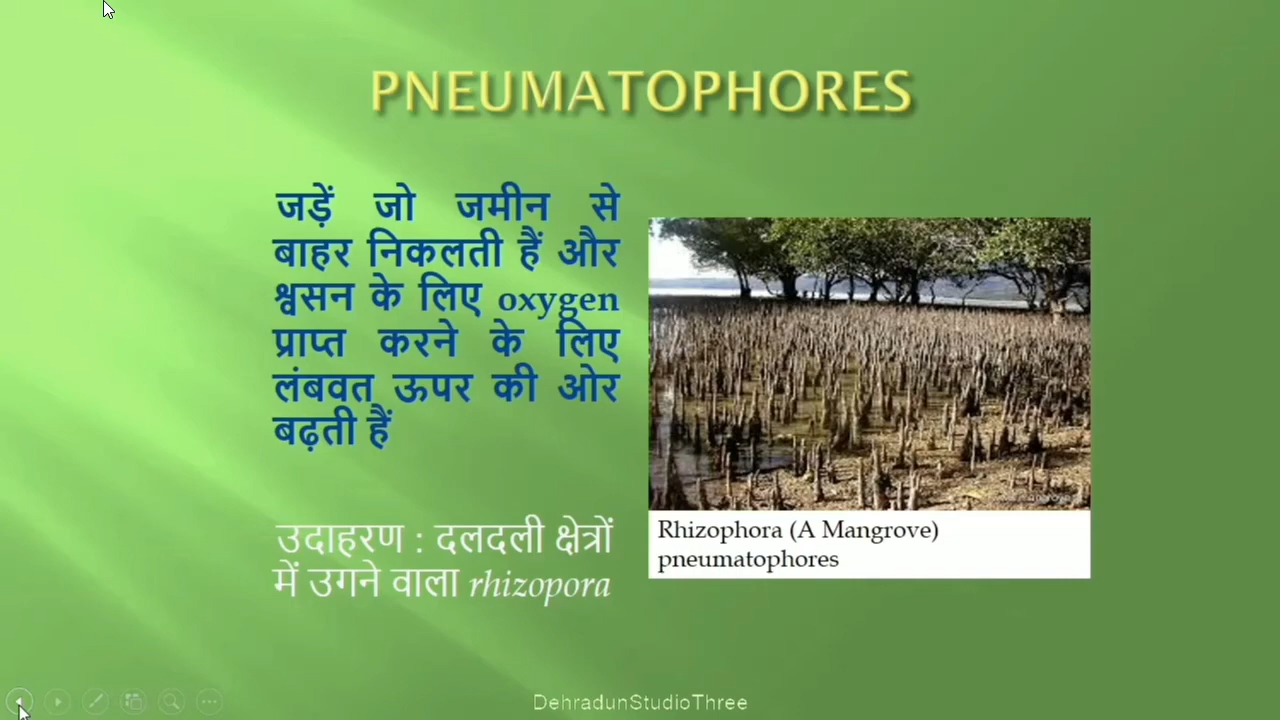 PNEUMATOPHORES
जड़ें जो जमीन से
बाहर निकलती हैं और
श्वसन के लिए oxygen
प्राप्त करने के लिए
लंबवत ऊपर की ओर
बढ़ती हैं
उदाहरण : दलदली क्षेत्रों
में उगने वाला rhizopora
Rhizophora (A Mangrove)
pneumatophores
DehradunStudioThree